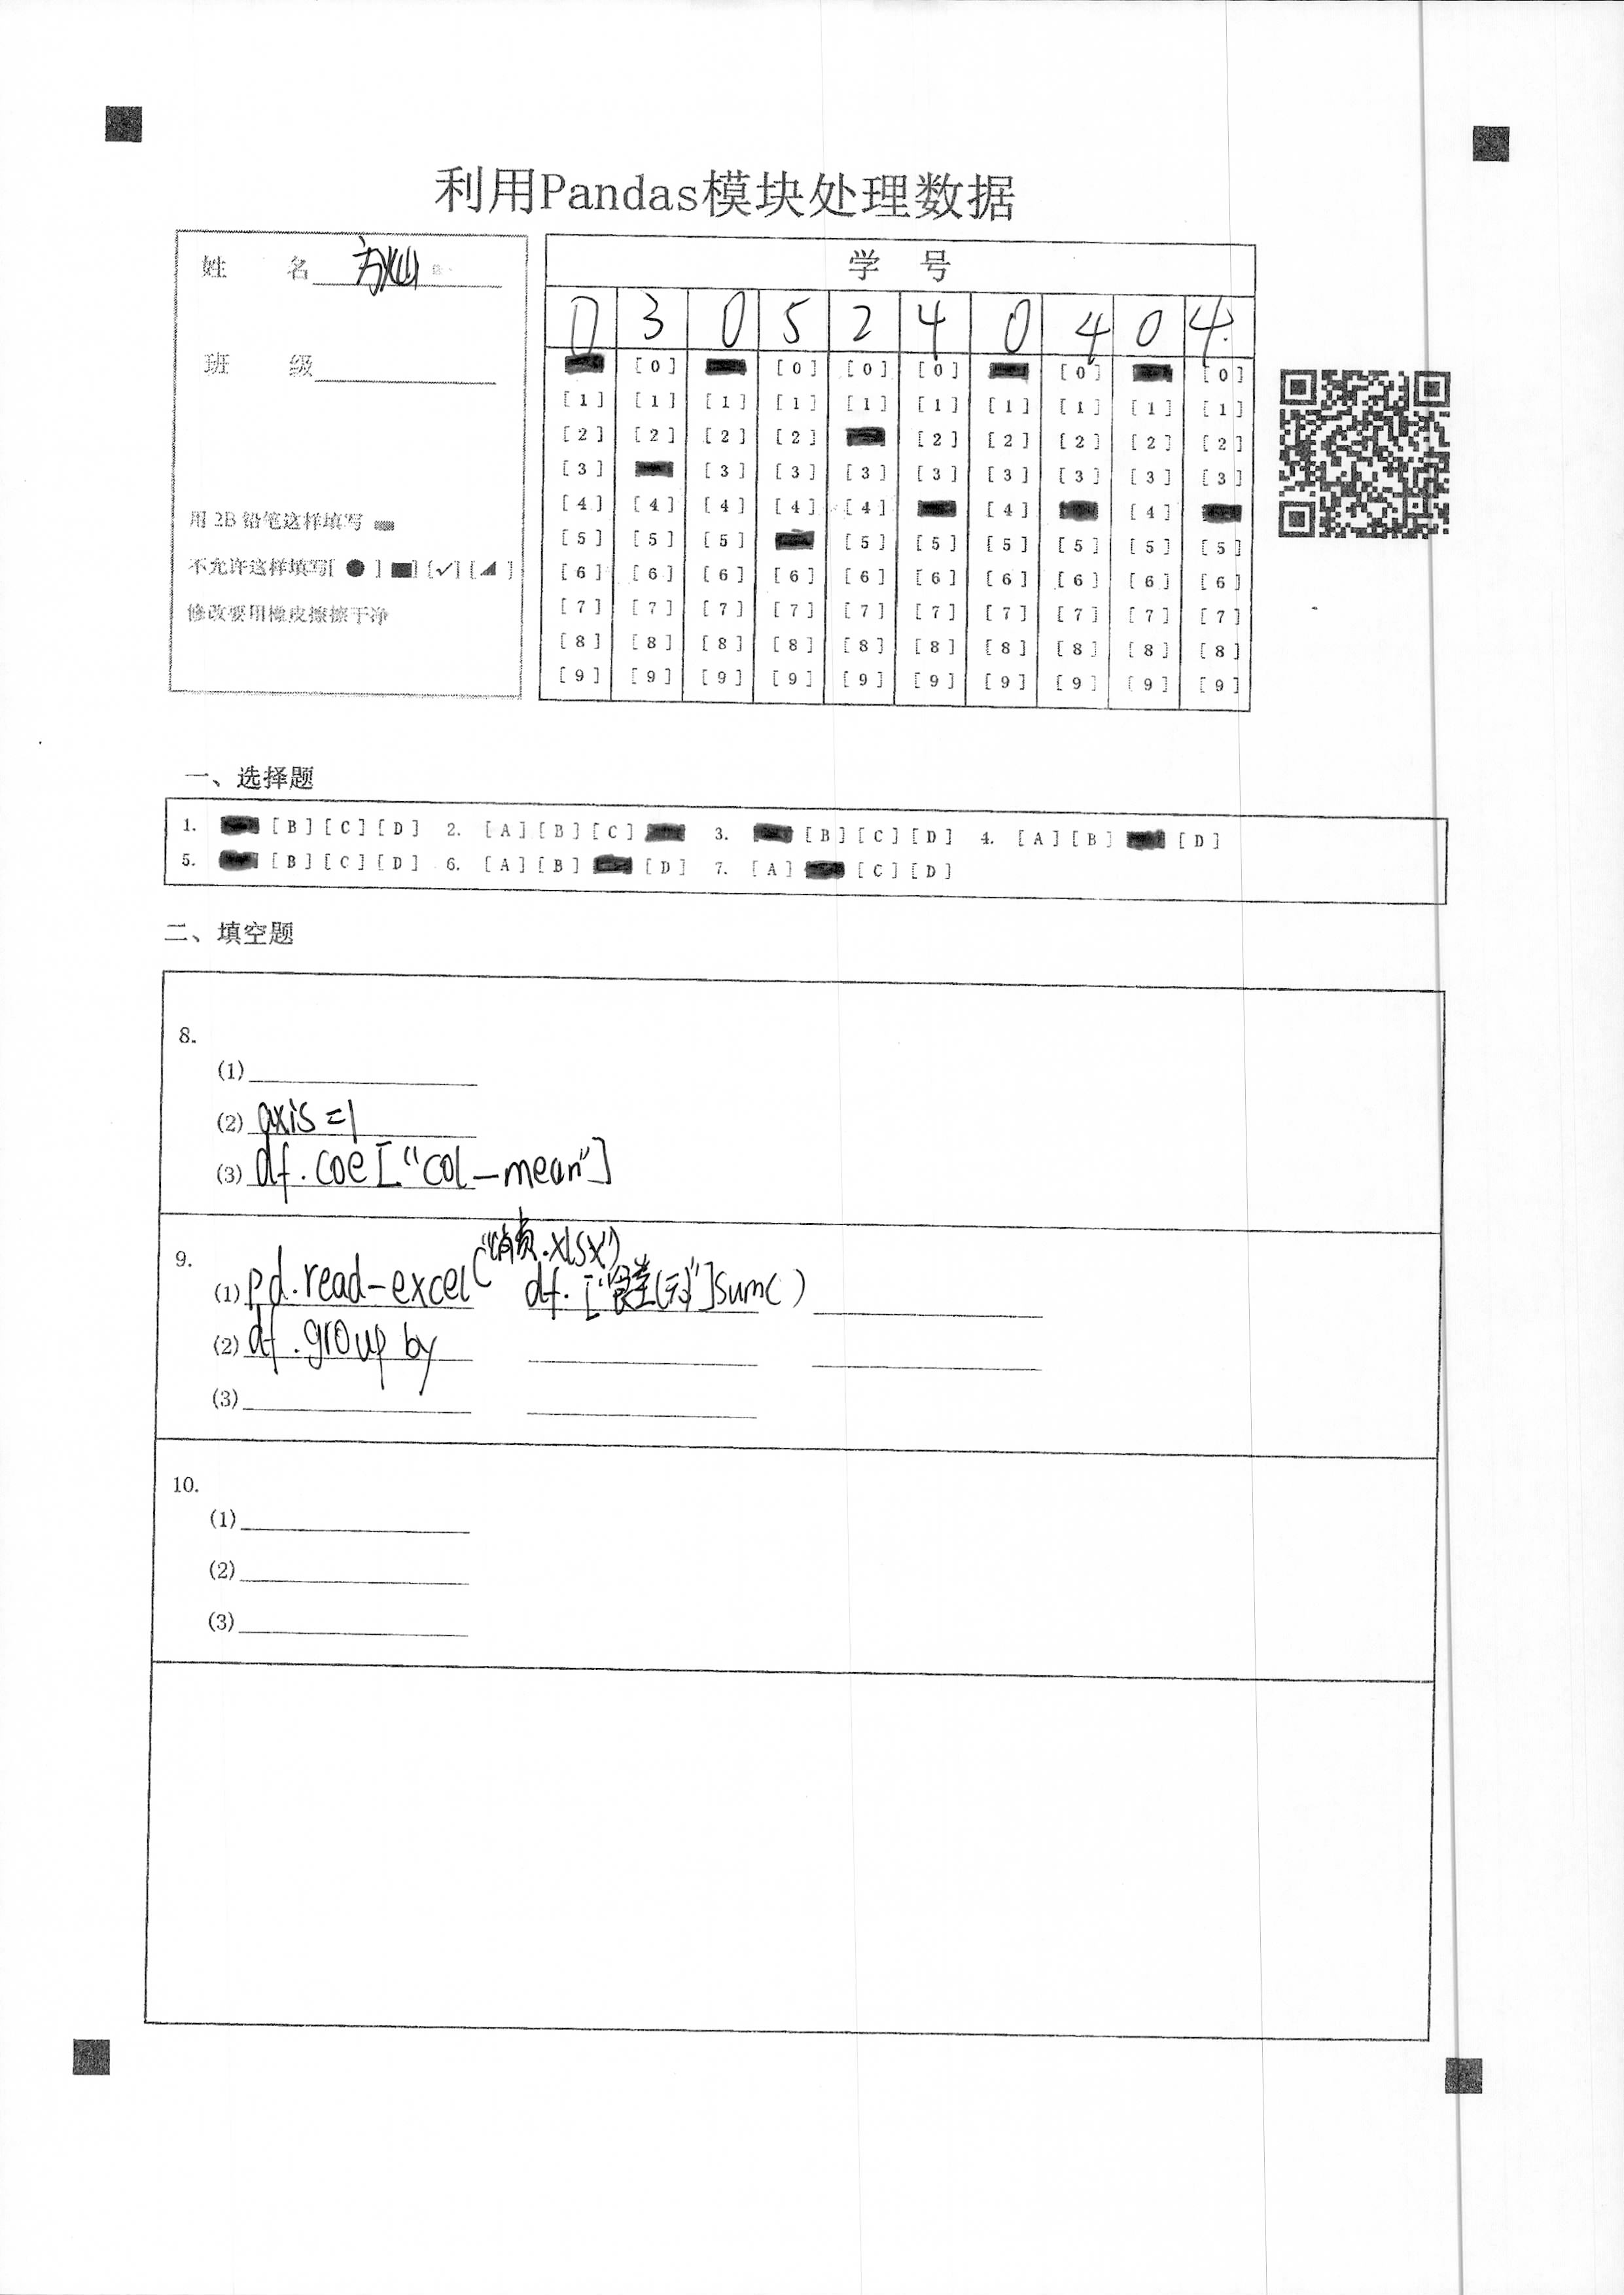 利用Pandas模块处理数据
姓 名 方灿
班 级
用 2B 铅笔这样填写
不允许这样填写[ ● ] [■] [✓] [◢ ]
修改要用橡皮擦擦干净
学 号
0 3 0 5 2 4 0 4 0 4
[0] [0] [0] [0] [0] [0]
[1] [1] [1] [1] [1] [1] [1] [1] [1] [1]
[2] [2] [2] [2] [2] [2] [2] [2] [2]
[3] [3] [3] [3] [3] [3] [3] [3] [3]
[4] [4] [4] [4] [4] [4] [4]
[5] [5] [5] [5] [5] [5] [5] [5] [5]
[6] [6] [6] [6] [6] [6] [6] [6] [6] [6]
[7] [7] [7] [7] [7] [7] [7] [7] [7] [7]
[8] [8] [8] [8] [8] [8] [8] [8] [8] [8]
[9] [9] [9] [9] [9] [9] [9] [9] [9] [9]
一、选择题
1. [B] [C] [D] 2. [A] [B] [C] 3. [B] [C] [D] 4. [A] [B] [D]
5. [B] [C] [D] 6. [A] [B] [D] 7. [A] [C] [D]
二、填空题
8.
(1)
(2) axis =1
(3) df.coe["col-mean"]
9.
(1) pd.read-excel("消费.xlsx") df.["餐(元)"]sum()
(2) df.group by
(3)
10.
(1)
(2)
(3)